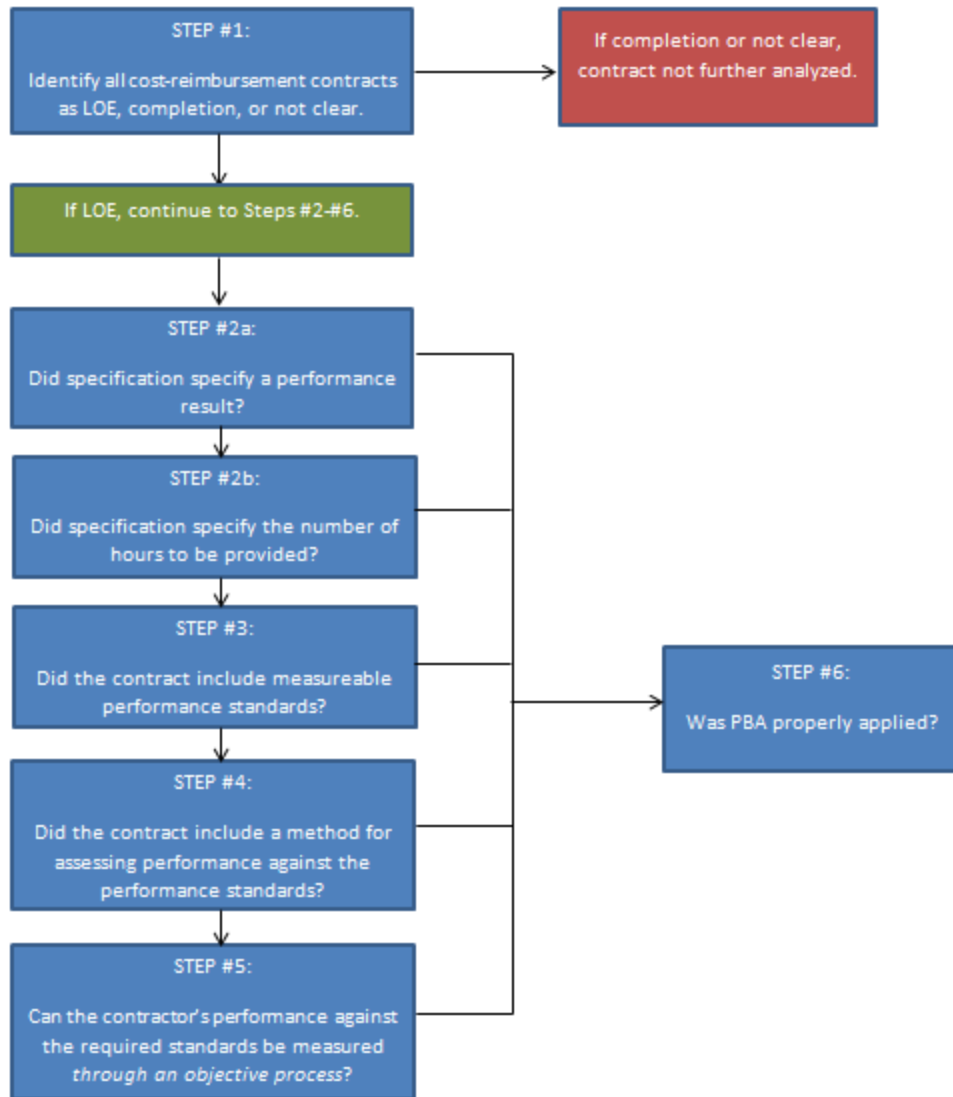 STEP #1:
Identify all cost-reimbursement contracts
as LOE, completion, or not clear.
If completion or not clear,
contract not further analyzed.
If LOE, continue to Steps #2-#6.
STEP #2a:
Did specification specify a performance
result?
STEP #2b:
Did specification specify the number of
hours to be provided?
STEP #3:
Did the contract include measureable
performance standards?
STEP #4:
Did the contract include a method for
assessing performance against the
performance standards?
STEP #5:
Can the contractor's performance against
the required standards be measured
through an objective process?
STEP #6:
Was PBA properly applied?